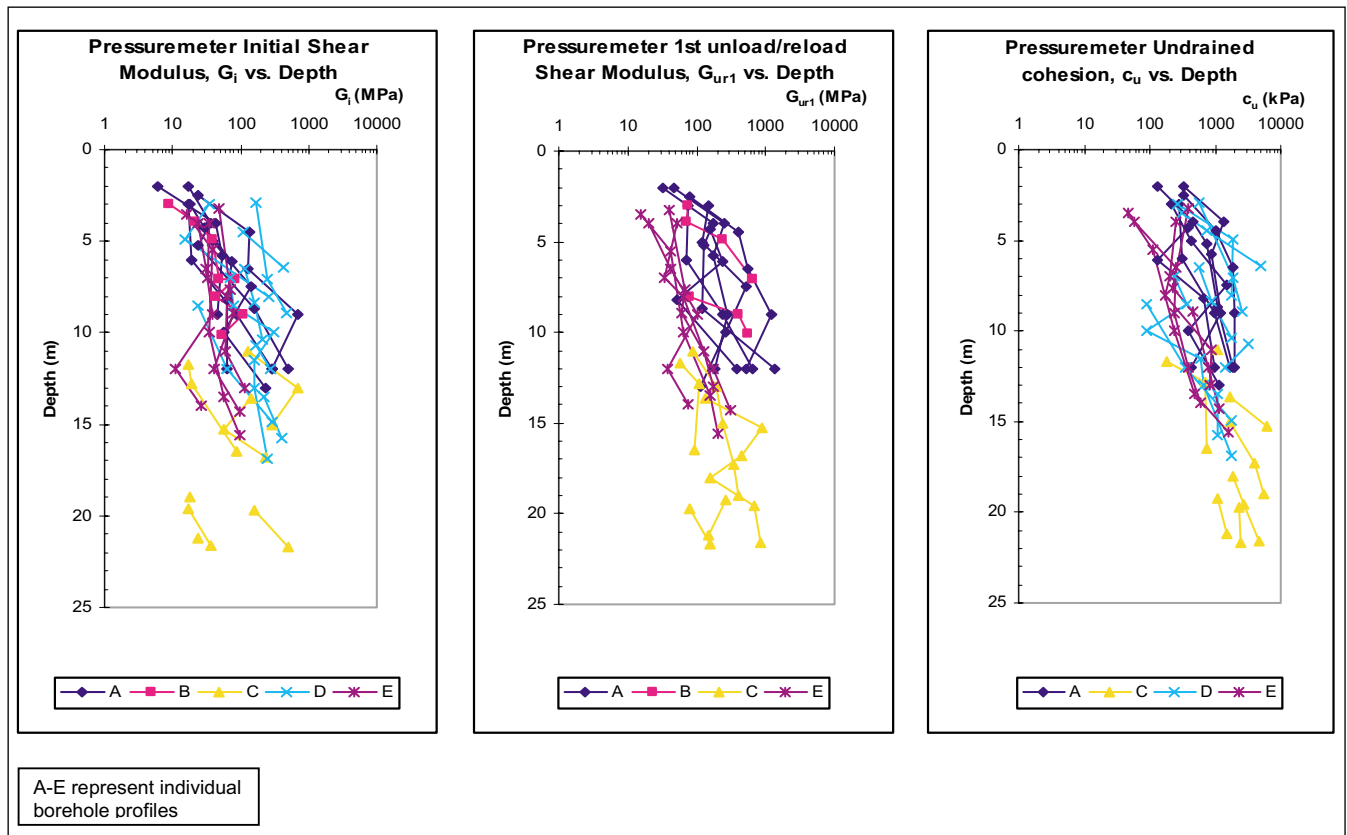 Pressuremeter Initial Shear
Modulus, Gi vs. Depth
Gi (MPa)
1 10 100 1000 10000
0
5
10
15
20
25
Depth (m)
A B C D E
Pressuremeter 1st unload/reload
Shear Modulus, Gur1 vs. Depth
Gur1 (MPa)
1 10 100 1000 10000
0
5
10
15
20
25
Depth (m)
A B C E
Pressuremeter Undrained
cohesion, cu vs. Depth
cu (kPa)
1 10 100 1000 10000
0
5
10
15
20
25
Depth (m)
A C D E
A-E represent individual
borehole profiles